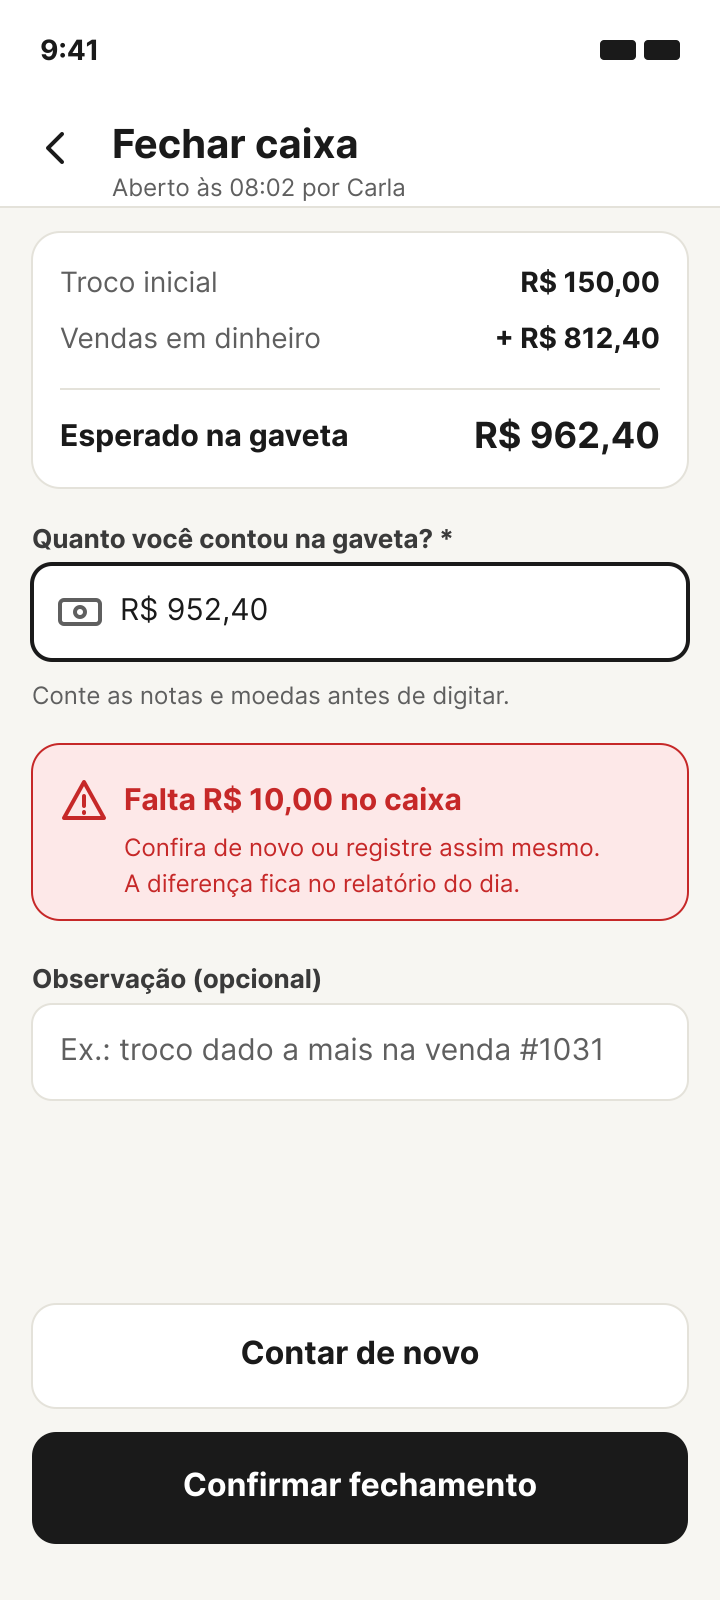 9:41
Fechar caixa
Aberto às 08:02 por Carla
Troco inicial R$ 150,00
Vendas em dinheiro + R$ 812,40
Esperado na gaveta R$ 962,40
Quanto você contou na gaveta? *
R$ 952,40
Conte as notas e moedas antes de digitar.
Falta R$ 10,00 no caixa
Confira de novo ou registre assim mesmo.
A diferença fica no relatório do dia.
Observação (opcional)
Ex.: troco dado a mais na venda #1031
Contar de novo
Confirmar fechamento